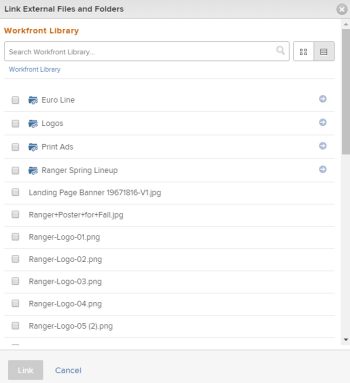 Link External Files and Folders
Workfront Library
Search Workfront Library...
Workfront Library
Euro Line
Logos
Print Ads
Ranger Spring Lineup
Landing Page Banner 19671816-V1.jpg
Ranger+Poster+for+Fall.jpg
Ranger-Logo-01.png
Ranger-Logo-02.png
Ranger-Logo-03.png
Ranger-Logo-04.png
Ranger-Logo-05 (2).png
Link
Cancel